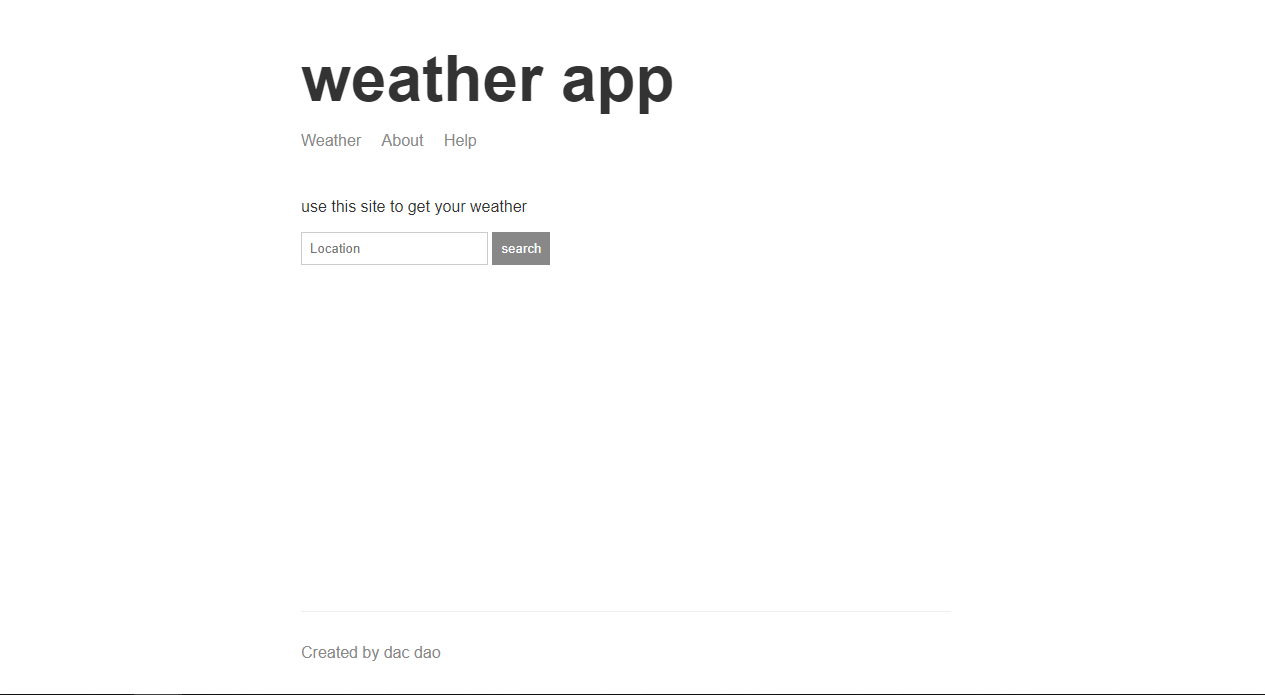 weather app
Weather About Help
use this site to get your weather
Location search
Created by dac dao